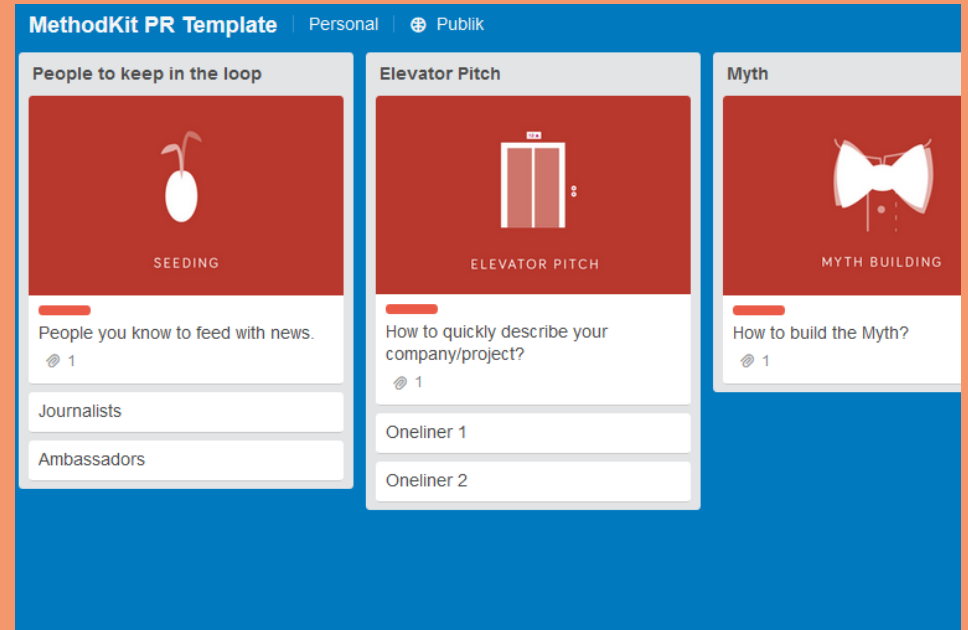 MethodKit PR Template Personal Publik
People to keep in the loop
SEEDING
People you know to feed with news.
1
Journalists
Ambassadors
Elevator Pitch
ELEVATOR PITCH
How to quickly describe your
company/project?
1
Oneliner 1
Oneliner 2
Myth
MYTH BUILDING
How to build the Myth?
1